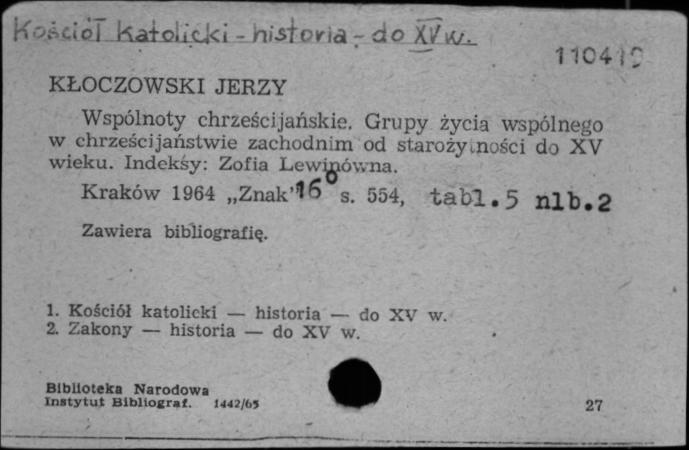 Kościół katolicki - historia - do XV w.
110419
KŁOCZOWSKI JERZY
Wspólnoty chrześcijańskie. Grupy życia wspólnego
w chrześcijaństwie zachodnim od starożytności do XV
wieku. Indeksy: Zofia Lewinówna.
Kraków 1964 „Znak” 16° s. 554, tabl.5 nlb.2
Zawiera bibliografię.
1. Kościół katolicki — historia — do XV w.
2. Zakony — historia — do XV w.
Biblioteka Narodowa
Instytut Bibliograf. 1442/65
27